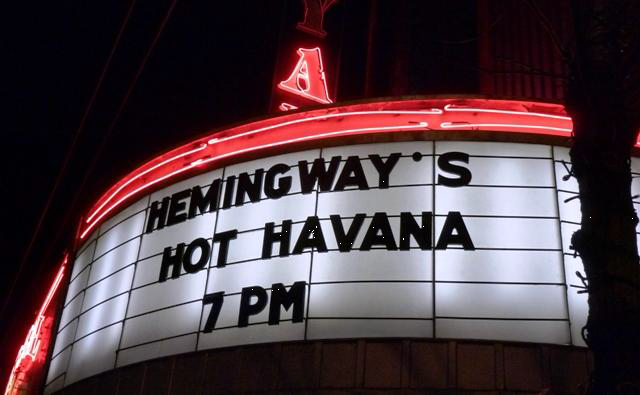 A
HEMINGWAY'S
HOT HAVANA
7 PM